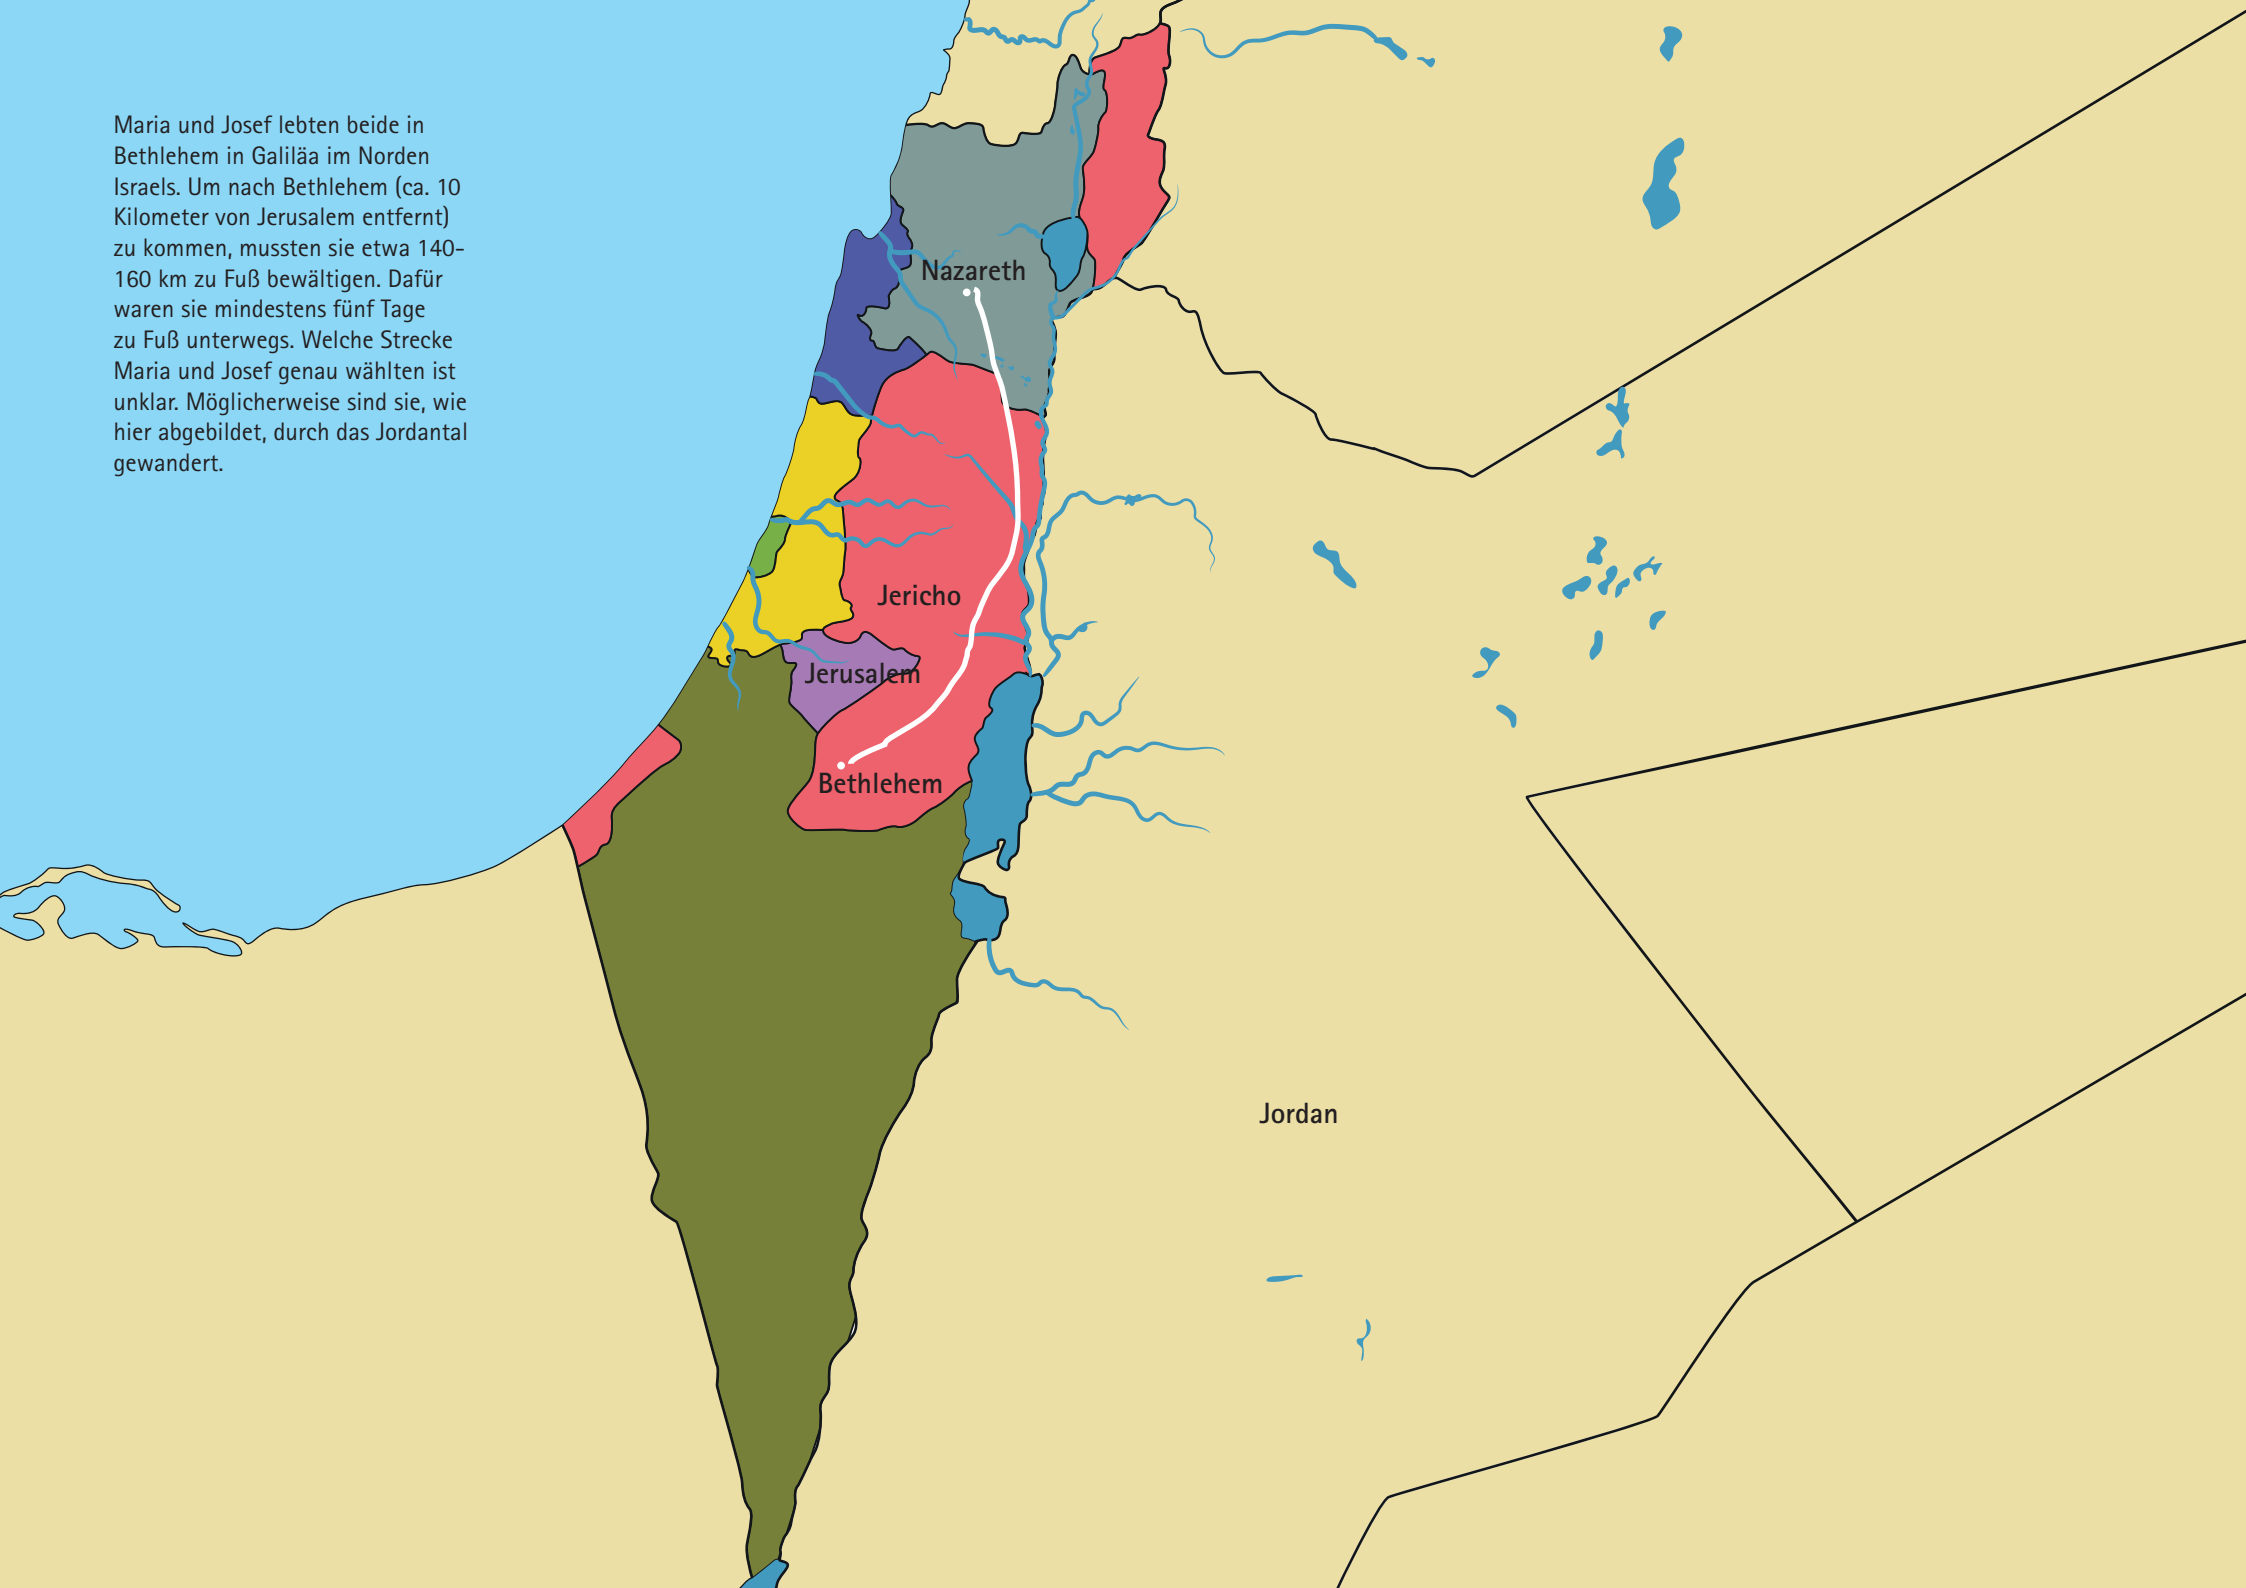 Maria und Josef lebten beide in
Bethlehem in Galiläa im Norden
Israels. Um nach Bethlehem (ca. 10
Kilometer von Jerusalem entfernt)
zu kommen, mussten sie etwa 140-
160 km zu Fuß bewältigen. Dafür
waren sie mindestens fünf Tage
zu Fuß unterwegs. Welche Strecke
Maria und Josef genau wählten ist
unklar. Möglicherweise sind sie, wie
hier abgebildet, durch das Jordantal
gewandert.
Nazareth
Jericho
Jerusalem
Bethlehem
Jordan